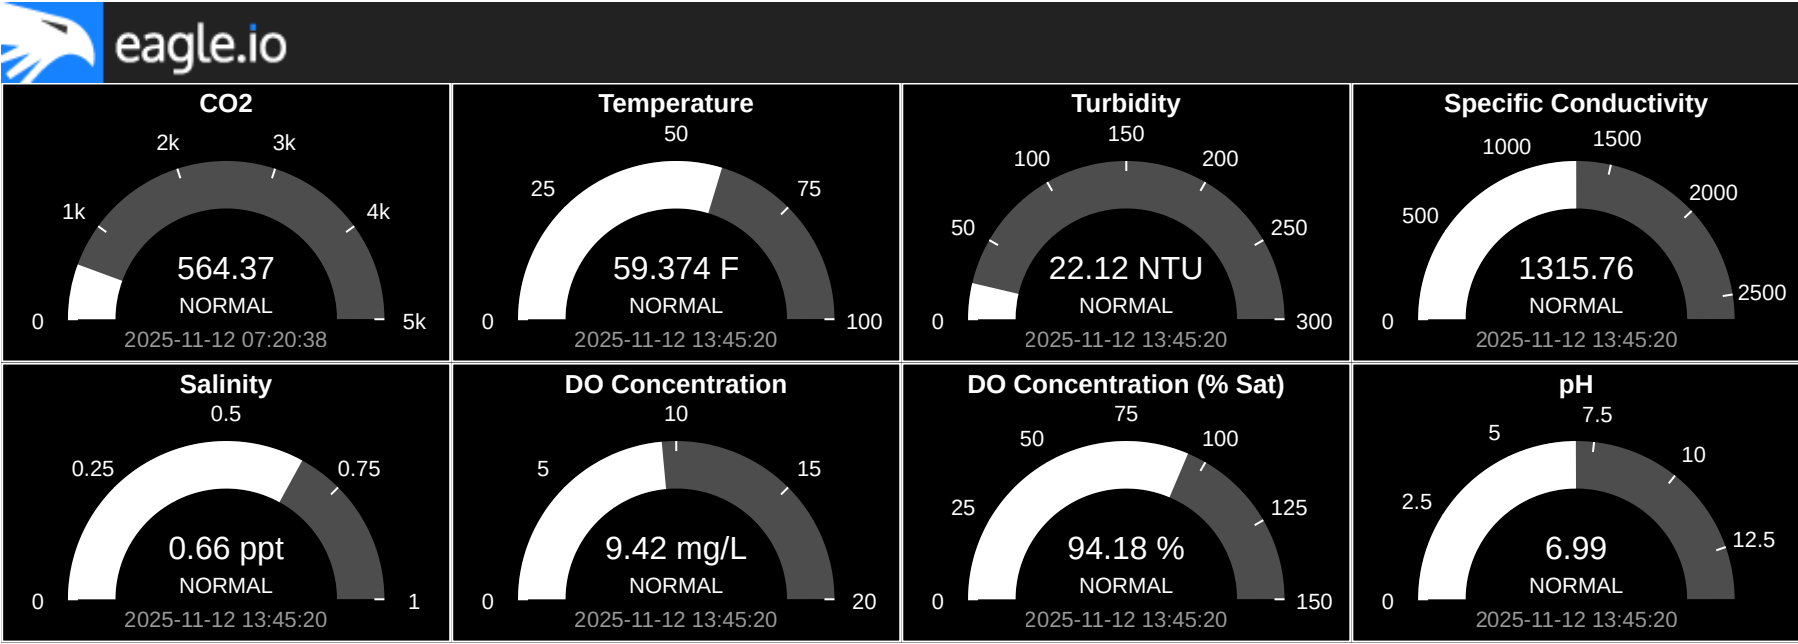 eagle.io
CO2
0 1k 2k 3k 4k 5k
564.37
NORMAL
2025-11-12 07:20:38
Temperature
0 25 50 75 100
59.374 F
NORMAL
2025-11-12 13:45:20
Turbidity
0 50 100 150 200 250 300
22.12 NTU
NORMAL
2025-11-12 13:45:20
Specific Conductivity
0 500 1000 1500 2000 2500
1315.76
NORMAL
2025-11-12 13:45:20
Salinity
0 0.25 0.5 0.75 1
0.66 ppt
NORMAL
2025-11-12 13:45:20
DO Concentration
0 5 10 15 20
9.42 mg/L
NORMAL
2025-11-12 13:45:20
DO Concentration (% Sat)
0 25 50 75 100 125 150
94.18 %
NORMAL
2025-11-12 13:45:20
pH
0 2.5 5 7.5 10 12.5
6.99
NORMAL
2025-11-12 13:45:20